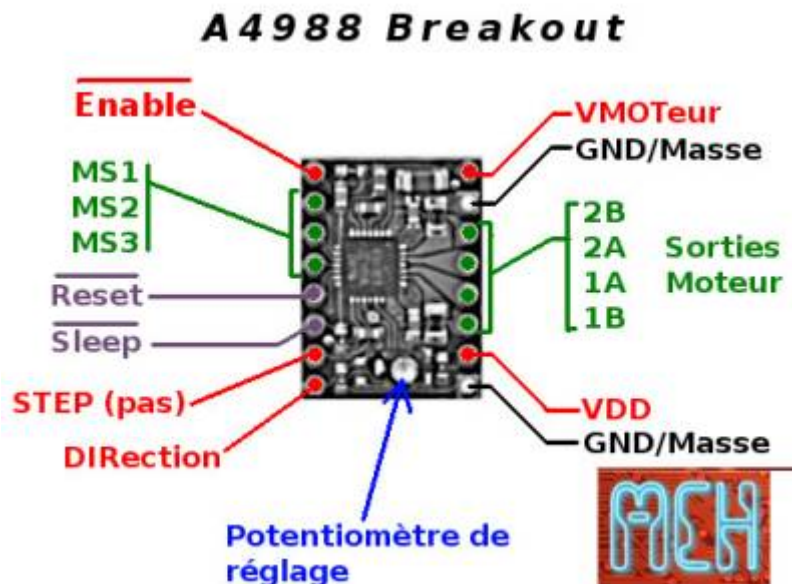 A4988 Breakout
Enable
MS1
MS2
MS3
Reset
Sleep
STEP (pas)
DIRection
VMOTeur
GND/Masse
2B
2A Sorties
1A Moteur
1B
VDD
GND/Masse
Potentiomètre de
réglage
MCH